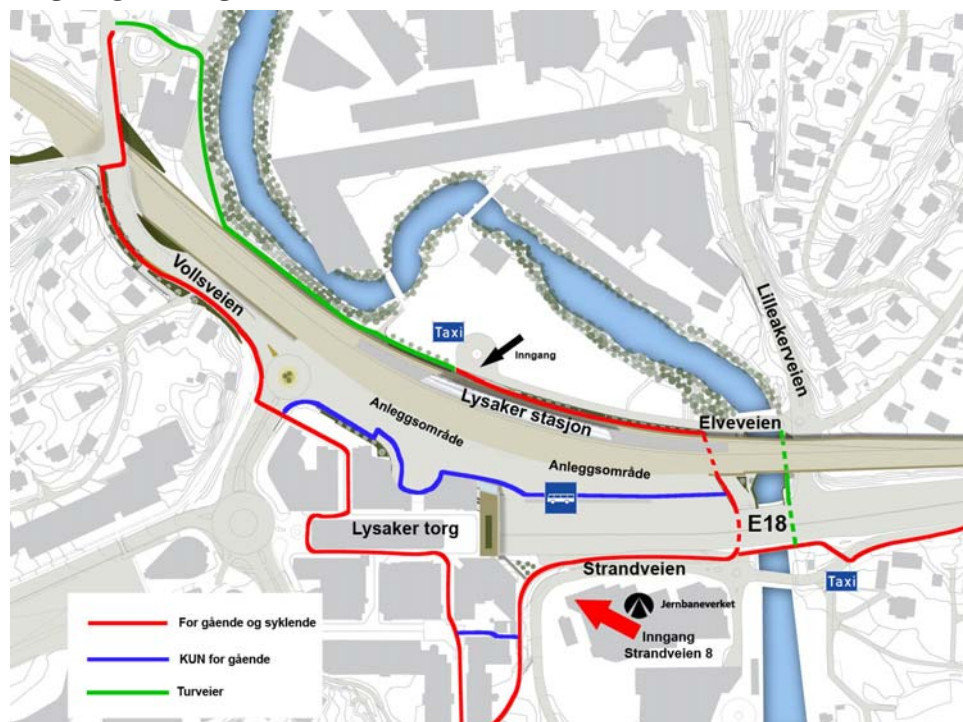 Taxi
Inngang
Vollsveien
Lilleakerveien
Lysaker stasjon
Elveveien
Anleggsområde
Anleggsområde
Lysaker torg
E18
Strandveien
Taxi
Jernbaneverket
Inngang
Strandveien 8
For gående og syklende
KUN for gående
Turveier